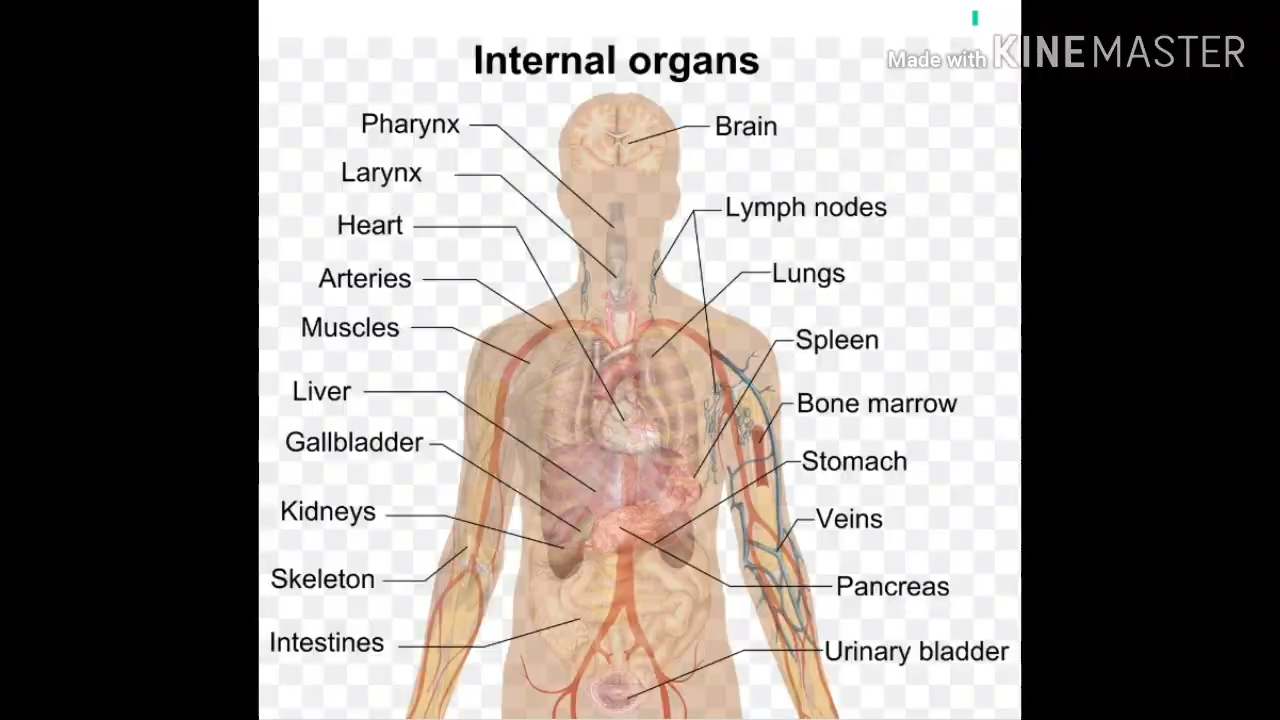 Internal organs
Made with KINEMASTER
Pharynx
Larynx
Heart
Arteries
Muscles
Liver
Gallbladder
Kidneys
Skeleton
Intestines
Brain
Lymph nodes
Lungs
Spleen
Bone marrow
Stomach
Veins
Pancreas
Urinary bladder